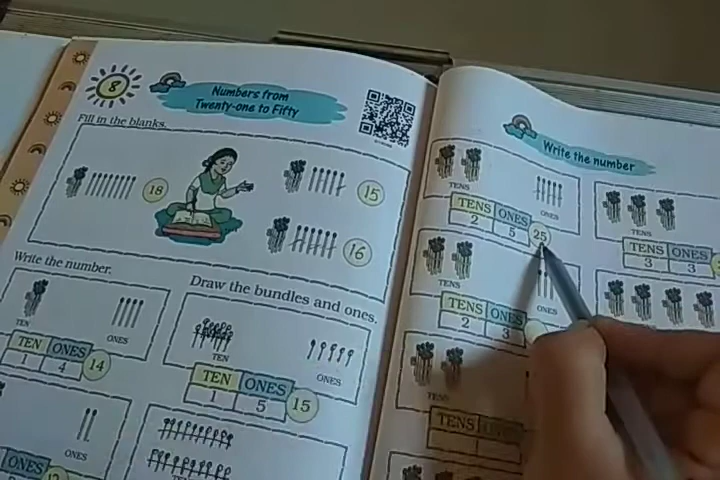 8
Numbers from
Twenty-one to Fifty
Fill in the blanks.
18
15
16
Write the number.
TEN
ONES
TEN ONES
1 4 14
ONES
ONES
Draw the bundles and ones.
TEN
ONES
TEN ONES
1 5 15
Write the number
TENS
ONES
TENS ONES
2 5 25
TENS
ONES
TENS ONES
2 3
TENS
TENS
TENS
TENS ONES
3 3